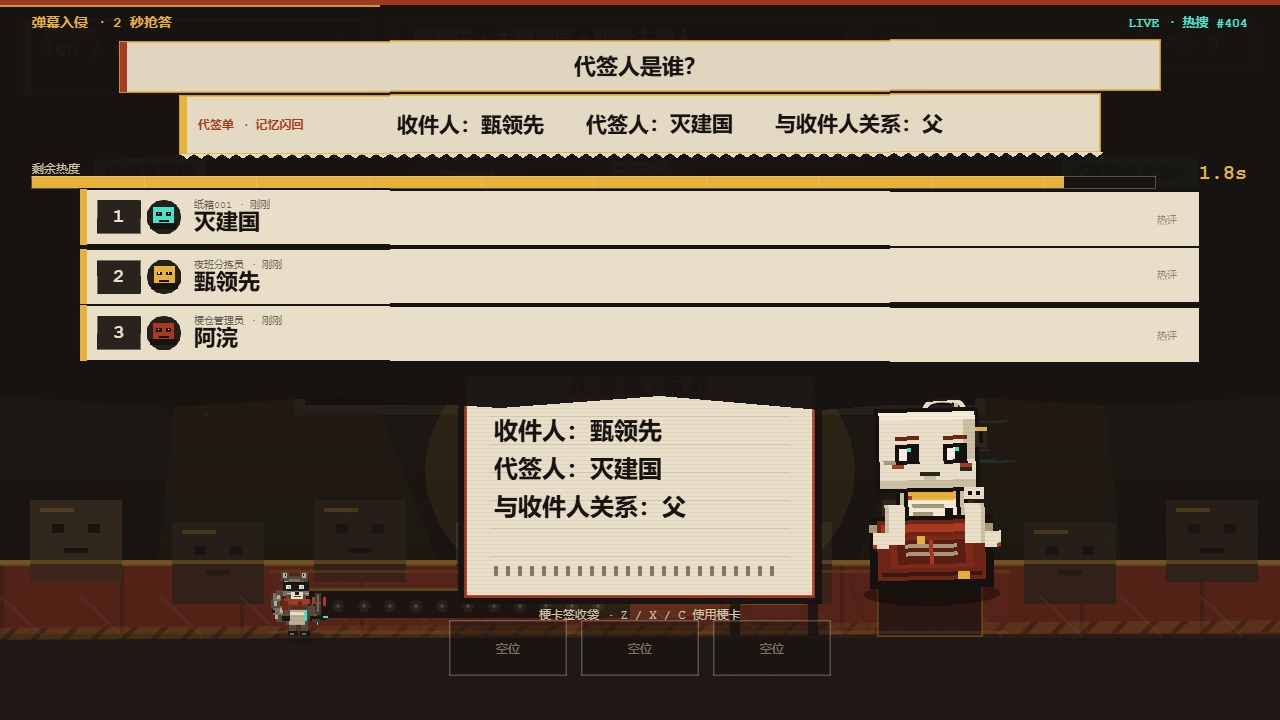 弹幕入侵 · 2 秒抢答
LIVE · 热搜 #404
代签人是谁?
代签单 · 记忆闪回
收件人: 甄领先 代签人: 灭建国 与收件人关系: 父
剩余热度
1.8s
1
纸箱001 · 刚刚
灭建国
热评
2
夜班分拣员 · 刚刚
甄领先
热评
3
梗仓管理员 · 刚刚
阿浣
热评
收件人: 甄领先
代签人: 灭建国
与收件人关系: 父
梗卡签收袋 · Z / X / C 使用梗卡
空位
空位
空位